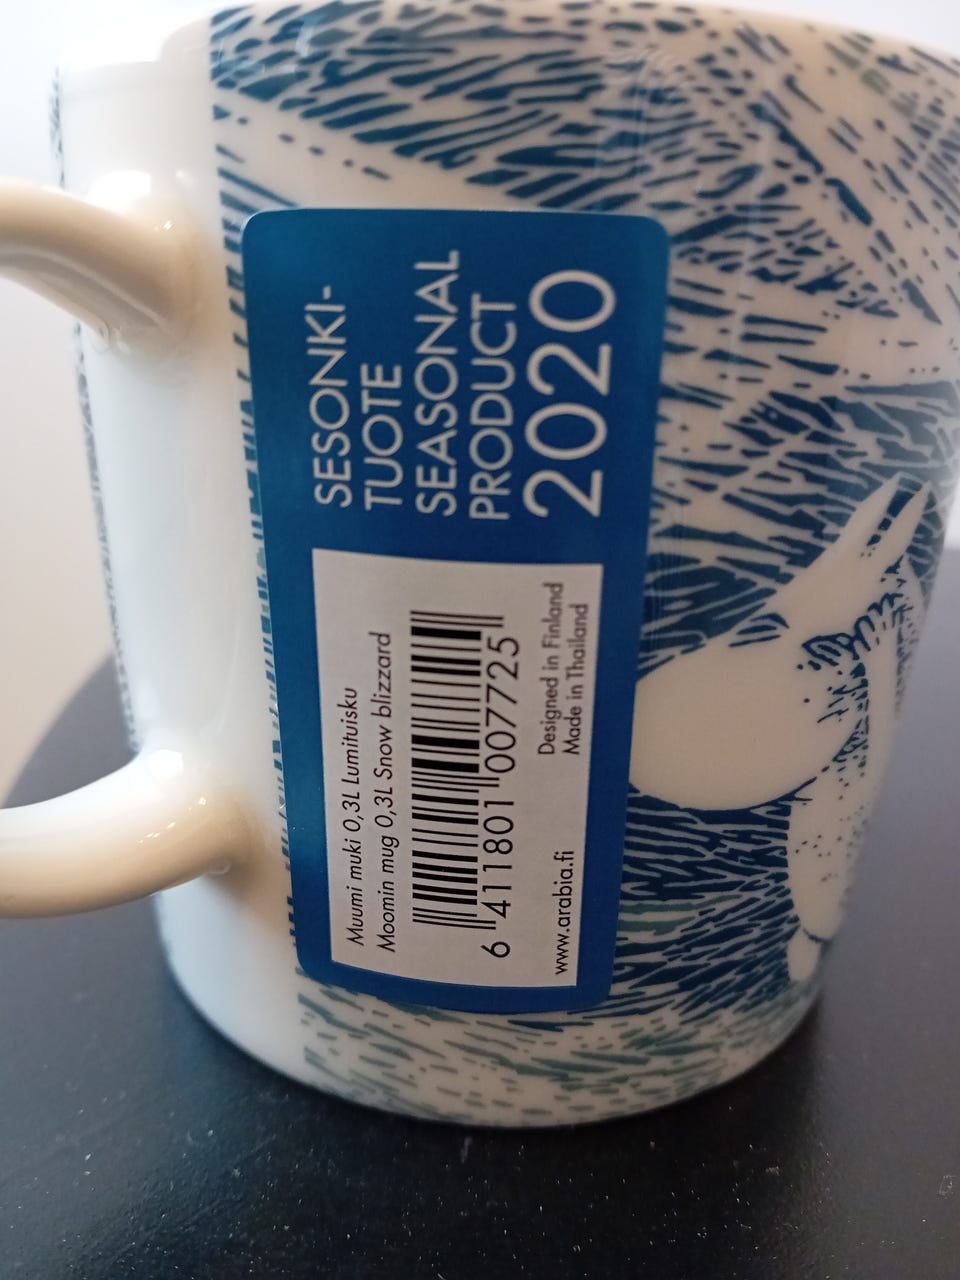 SESONKI-
TUOTE
SEASONAL
PRODUCT
2020
Muumi muki 0,3L Lumituisku
Moomin mug 0,3L Snow blizzard
6 411801 007725
www.arabia.fi
Designed in Finland
Made in Thailand